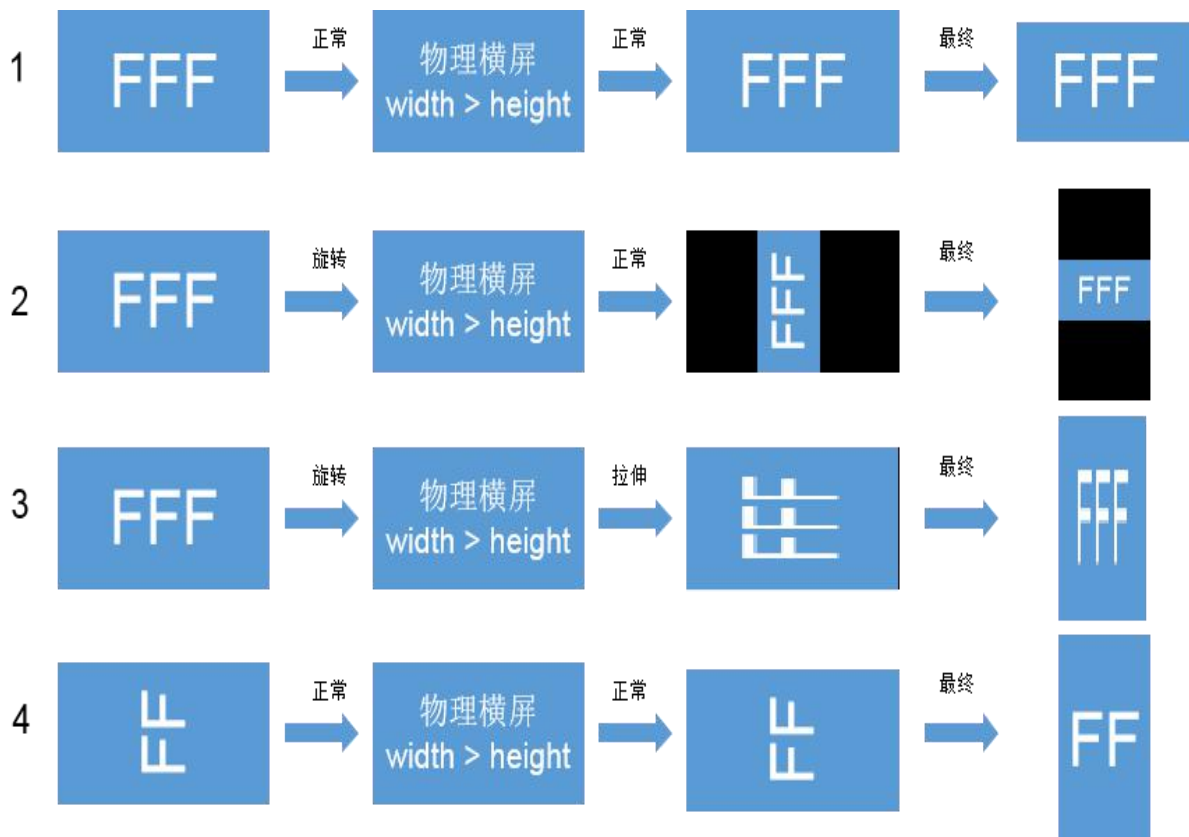 1
FFF
正常
物理横屏
width > height
正常
FFF
最终
FFF
2
FFF
旋转
物理横屏
width > height
正常
FFF
最终
FFF
3
FFF
旋转
物理横屏
width > height
拉伸
FFF
最终
FFF
4
FF
正常
物理横屏
width > height
正常
FF
最终
FF